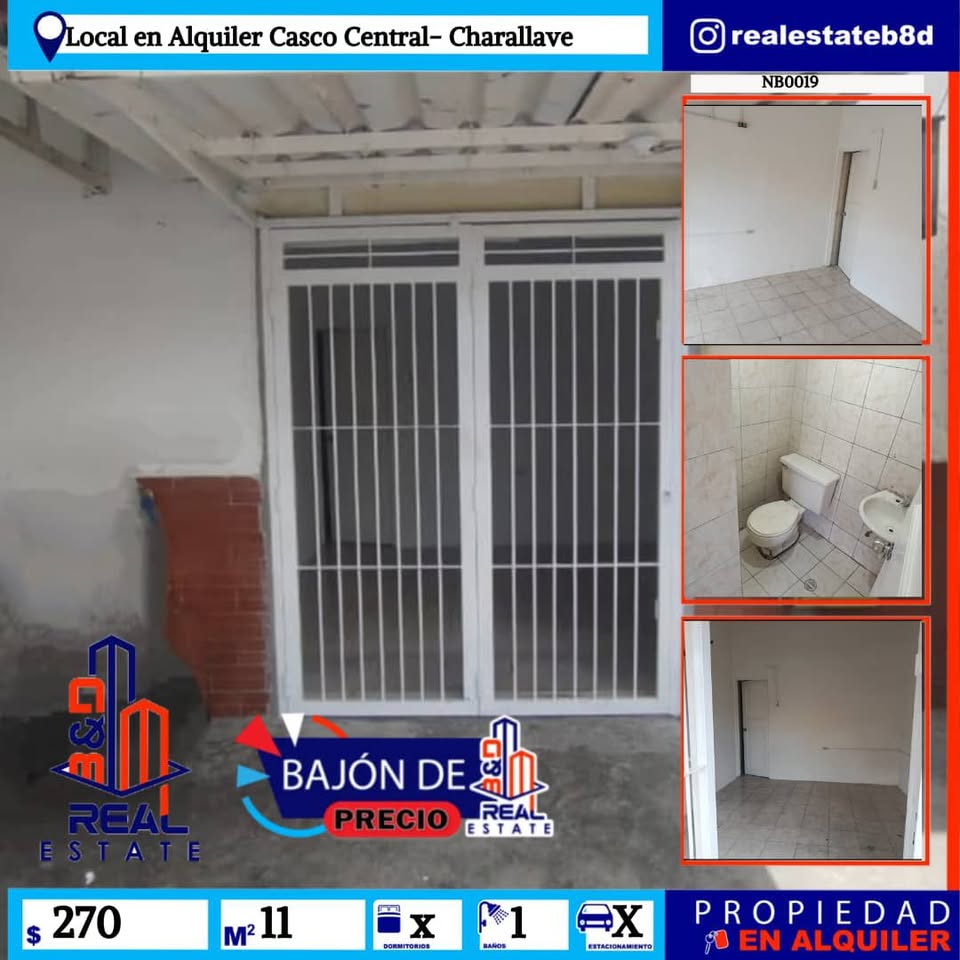 Local en Alquiler Casco Central- Charallave
realestateb8d
NB0019
B&D
REAL
ESTATE
BAJÓN DE
PRECIO
B&D
REAL
ESTATE
$ 270
M² 11
x
DORMITORIOS
1
BAÑOS
X
ESTACIONAMIENTO
PROPIEDAD
EN ALQUILER